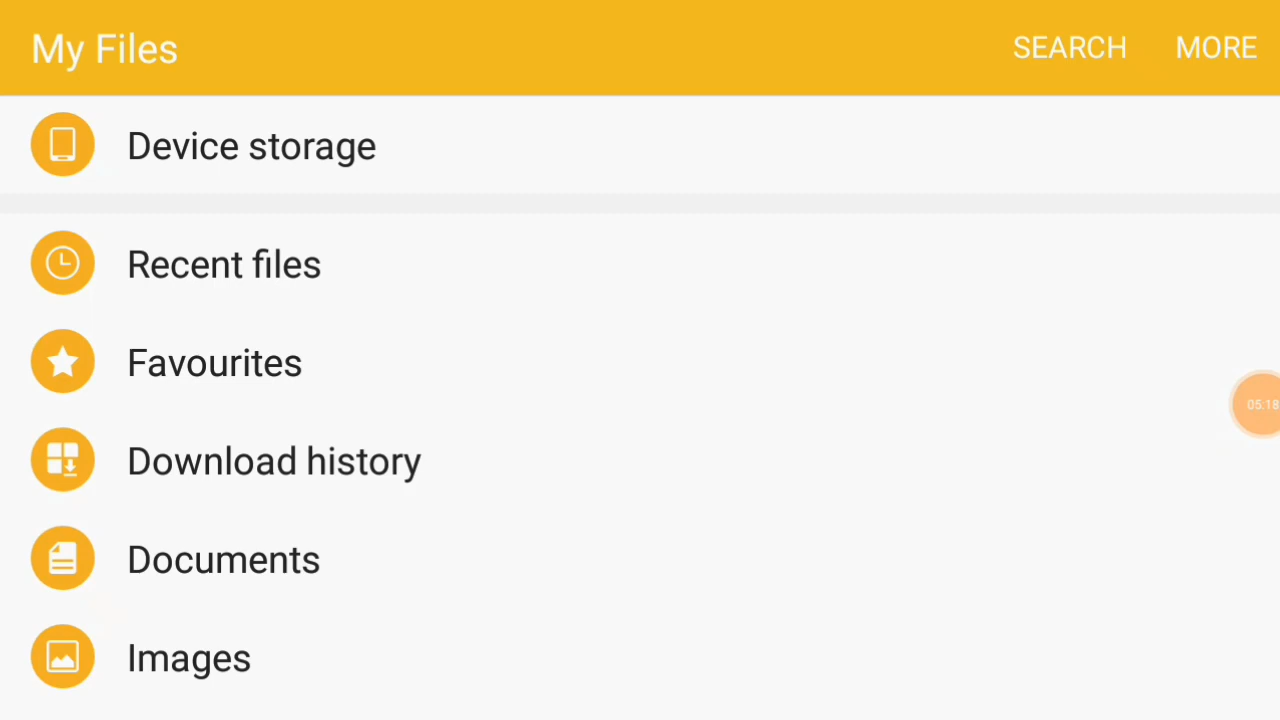 My Files SEARCH MORE
Device storage
Recent files
Favourites
05:18
Download history
Documents
Images